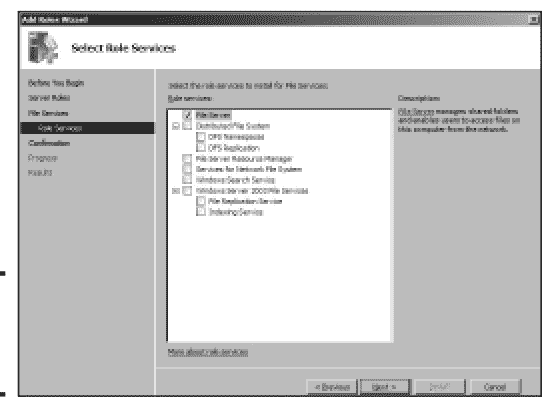 Add Roles Wizard
Select Role Services
Before You Begin
Server Roles
File Services
Role Services
Confirmation
Progress
Results
Select the role services to install for File Services:
Role services:
File Server
Distributed File System
DFS Namespaces
DFS Replication
File Server Resource Manager
Services for Network File System
Windows Search Service
Windows Server 2003 File Services
File Replication Service
Indexing Service
More about role services
Description:
File Server manages shared folders
and enables users to access files on
this computer from the network.
< Previous
Next >
Install
Cancel